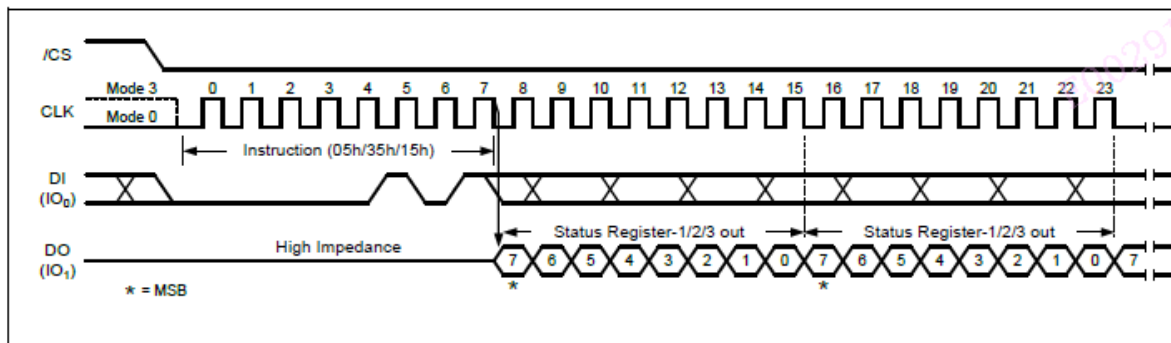 /CS
Mode 3 0 1 2 3 4 5 6 7 8 9 10 11 12 13 14 15 16 17 18 19 20 21 22 23
CLK
Mode 0
Instruction (05h/35h/15h)
DI
(IO0)
Status Register-1/2/3 out Status Register-1/2/3 out
High Impedance
DO
(IO1)
7 6 5 4 3 2 1 0 7 6 5 4 3 2 1 0 7
* *
* = MSB